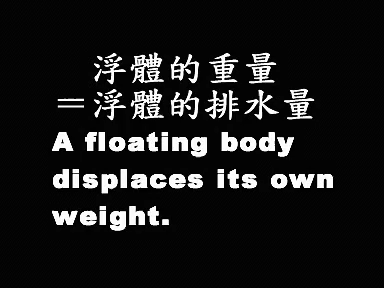 浮體的重量
＝浮體的排水量
A floating body
displaces its own
weight.